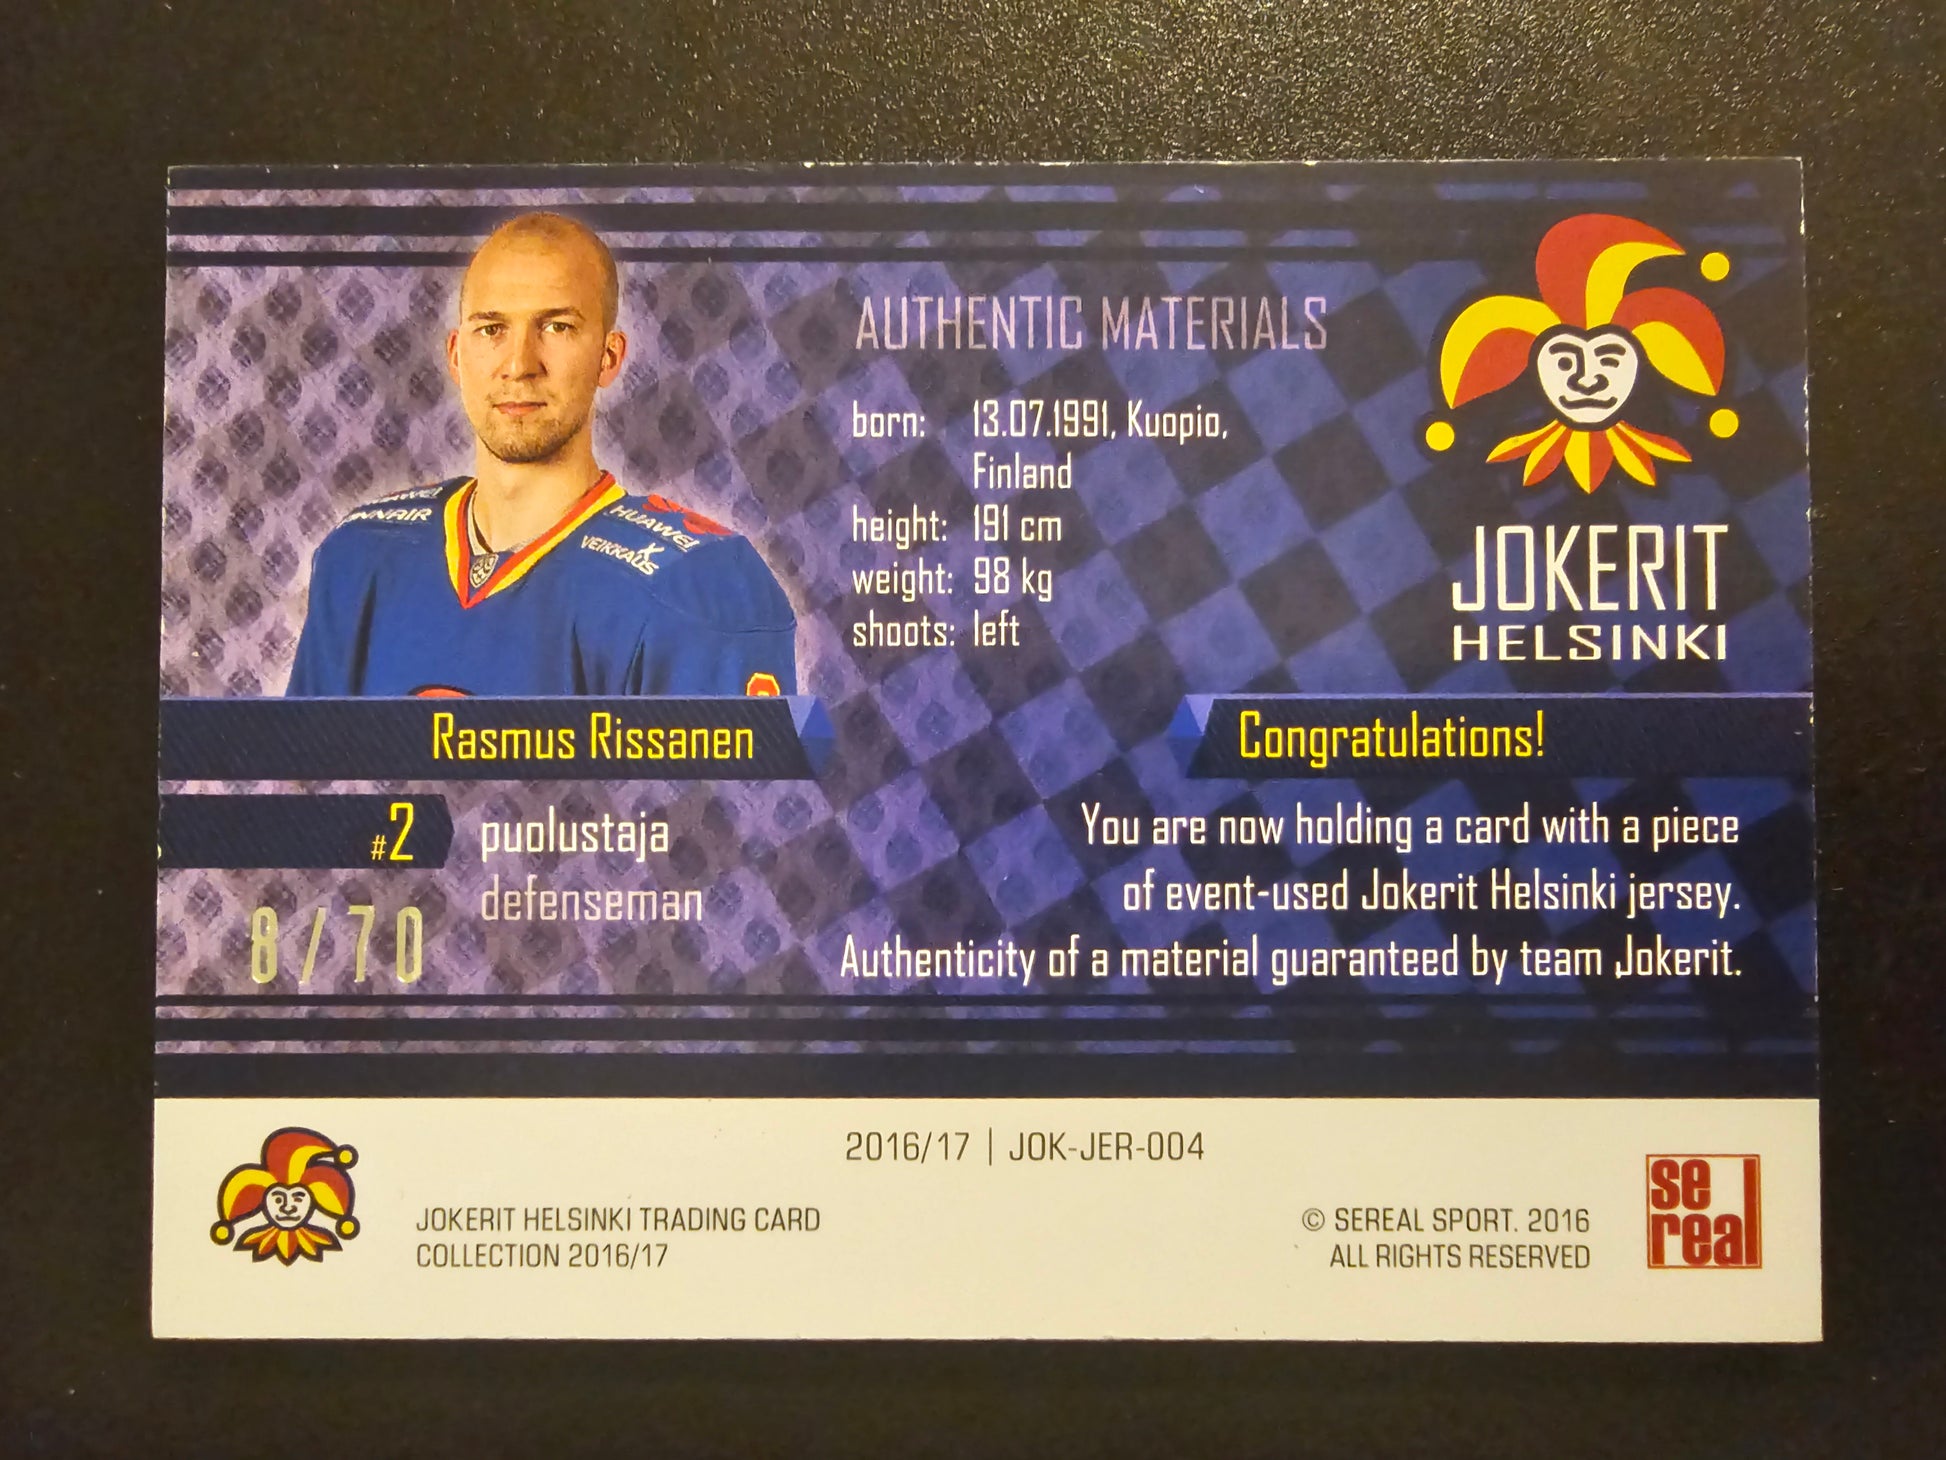 AUTHENTIC MATERIALS
born: 13.07.1991, Kuopio,
Finland
height: 191 cm
weight: 98 kg
shoots: left
JOKERIT
HELSINKI
FINNAIR
HUAWEI
VEIKKAUS
Rasmus Rissanen
#2
puolustaja
defenseman
8/70
Congratulations!
You are now holding a card with a piece
of event-used Jokerit Helsinki jersey.
Authenticity of a material guaranteed by team Jokerit.
2016/17 | JOK-JER-004
JOKERIT HELSINKI TRADING CARD
COLLECTION 2016/17
© SEREAL SPORT. 2016
ALL RIGHTS RESERVED
se
real